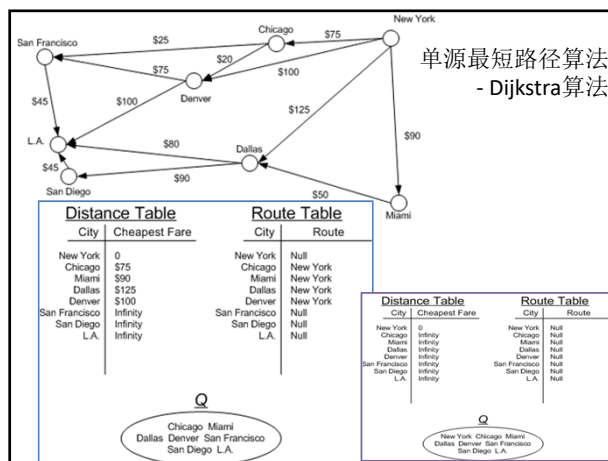 New York
Chicago
$75
San Francisco
$25
$20
$75
$100
单源最短路径算法
- Dijkstra算法
Denver
$45
$100
$125
$90
L.A.
$80
Dallas
$45
$90
San Diego
$50
Miami
Distance Table
City Cheapest Fare
New York 0
Chicago $75
Miami $90
Dallas $125
Denver $100
San Francisco Infinity
San Diego Infinity
L.A. Infinity
Route Table
City Route
New York Null
Chicago New York
Miami New York
Dallas New York
Denver New York
San Francisco Null
San Diego Null
L.A. Null
Q
Chicago Miami
Dallas Denver San Francisco
San Diego L.A.
Distance Table
City Cheapest Fare
New York 0
Chicago Infinity
Miami Infinity
Dallas Infinity
Denver Infinity
San Francisco Infinity
San Diego Infinity
L.A. Infinity
Route Table
City Route
New York Null
Chicago Null
Miami Null
Dallas Null
Denver Null
San Francisco Null
San Diego Null
L.A. Null
Q
New York Chicago Miami
Dallas Denver San Francisco
San Diego L.A.